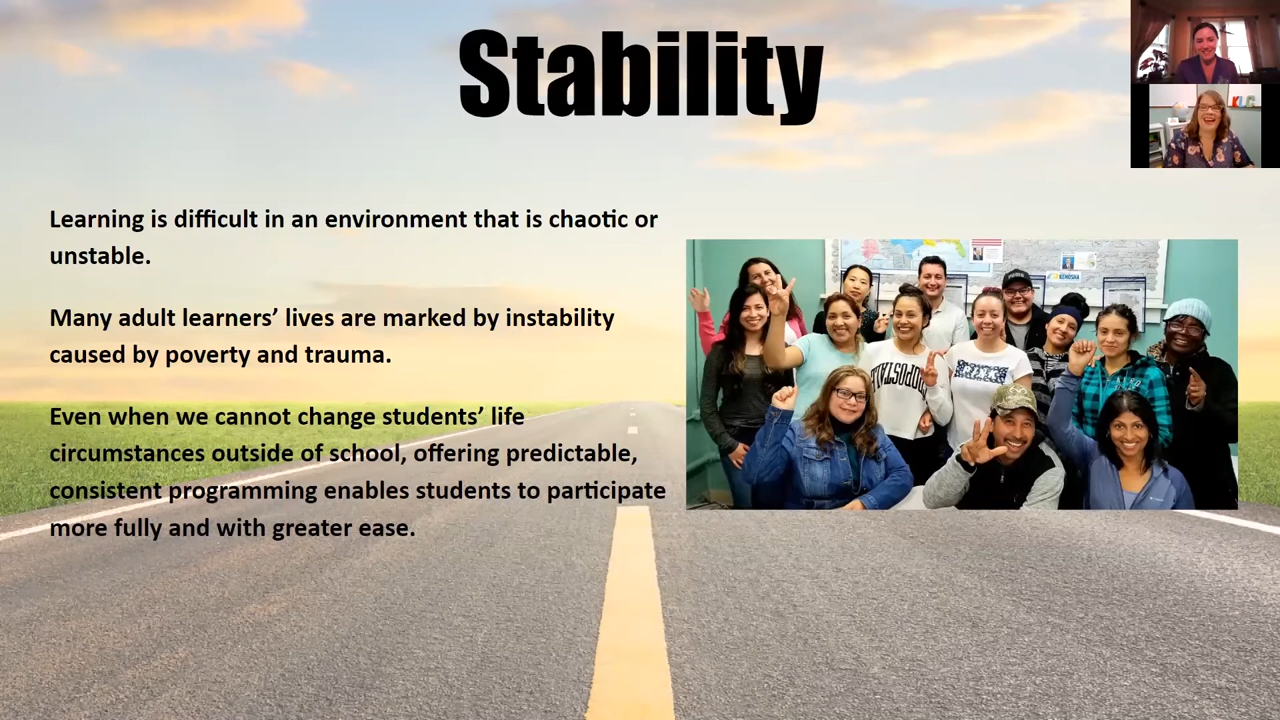 Stability
KLC
Learning is difficult in an environment that is chaotic or
unstable.
Many adult learners’ lives are marked by instability
caused by poverty and trauma.
Even when we cannot change students’ life
circumstances outside of school, offering predictable,
consistent programming enables students to participate
more fully and with greater ease.
KENOSHA